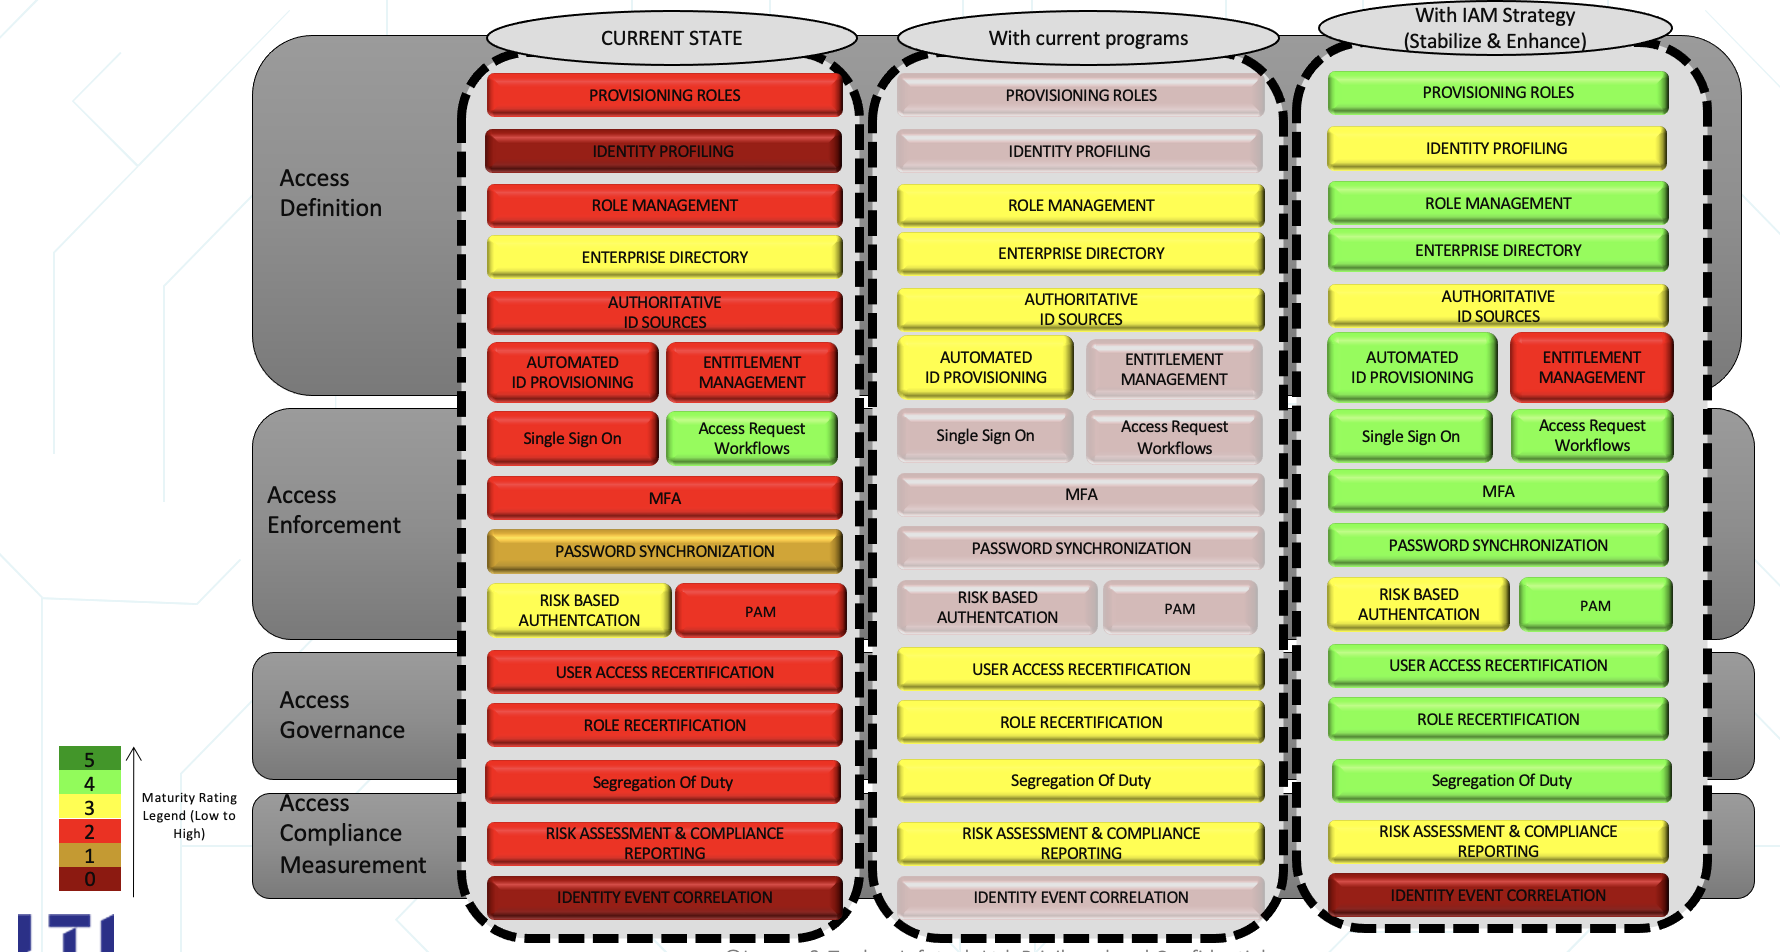 CURRENT STATE
With current programs
With IAM Strategy
(Stabilize & Enhance)
Access
Definition
PROVISIONING ROLES
IDENTITY PROFILING
ROLE MANAGEMENT
ENTERPRISE DIRECTORY
AUTHORITATIVE
ID SOURCES
AUTOMATED
ID PROVISIONING
ENTITLEMENT
MANAGEMENT
PROVISIONING ROLES
IDENTITY PROFILING
ROLE MANAGEMENT
ENTERPRISE DIRECTORY
AUTHORITATIVE
ID SOURCES
AUTOMATED
ID PROVISIONING
ENTITLEMENT
MANAGEMENT
PROVISIONING ROLES
IDENTITY PROFILING
ROLE MANAGEMENT
ENTERPRISE DIRECTORY
AUTHORITATIVE
ID SOURCES
AUTOMATED
ID PROVISIONING
ENTITLEMENT
MANAGEMENT
Access
Enforcement
Single Sign On
Access Request
Workflows
MFA
PASSWORD SYNCHRONIZATION
RISK BASED
AUTHENTCATION
PAM
Single Sign On
Access Request
Workflows
MFA
PASSWORD SYNCHRONIZATION
RISK BASED
AUTHENTCATION
PAM
Single Sign On
Access Request
Workflows
MFA
PASSWORD SYNCHRONIZATION
RISK BASED
AUTHENTCATION
PAM
Access
Governance
USER ACCESS RECERTIFICATION
ROLE RECERTIFICATION
Segregation Of Duty
USER ACCESS RECERTIFICATION
ROLE RECERTIFICATION
Segregation Of Duty
USER ACCESS RECERTIFICATION
ROLE RECERTIFICATION
Segregation Of Duty
Access
Compliance
Measurement
RISK ASSESSMENT & COMPLIANCE
REPORTING
IDENTITY EVENT CORRELATION
RISK ASSESSMENT & COMPLIANCE
REPORTING
IDENTITY EVENT CORRELATION
RISK ASSESSMENT & COMPLIANCE
REPORTING
IDENTITY EVENT CORRELATION
5
4
3
2
1
0
Maturity Rating
Legend (Low to
High)